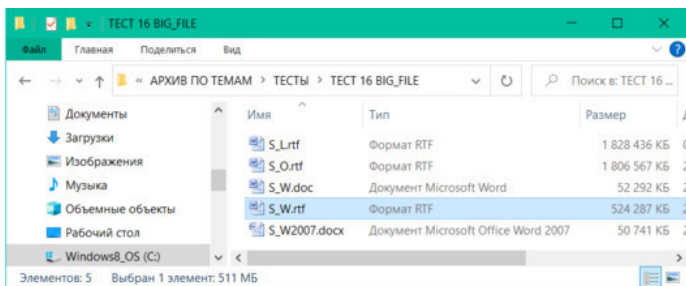 ТЕСТ 16 BIG_FILE
Файл Главная Поделиться Вид
« АРХИВ ПО ТЕМАМ > ТЕСТЫ > ТЕСТ 16 BIG_FILE Поиск в: ТЕСТ 16 ...
Документы
Загрузки
Изображения
Музыка
Объемные объекты
Рабочий стол
Windows8_OS (C:)
Имя Тип Размер
S_L.rtf Формат RTF 1 828 436 КБ
S_O.rtf Формат RTF 1 806 567 КБ
S_W.doc Документ Microsoft Word 52 292 КБ
S_W.rtf Формат RTF 524 287 КБ
S_W2007.docx Документ Microsoft Office Word 2007 50 741 КБ
Элементов: 5 Выбран 1 элемент: 511 МБ